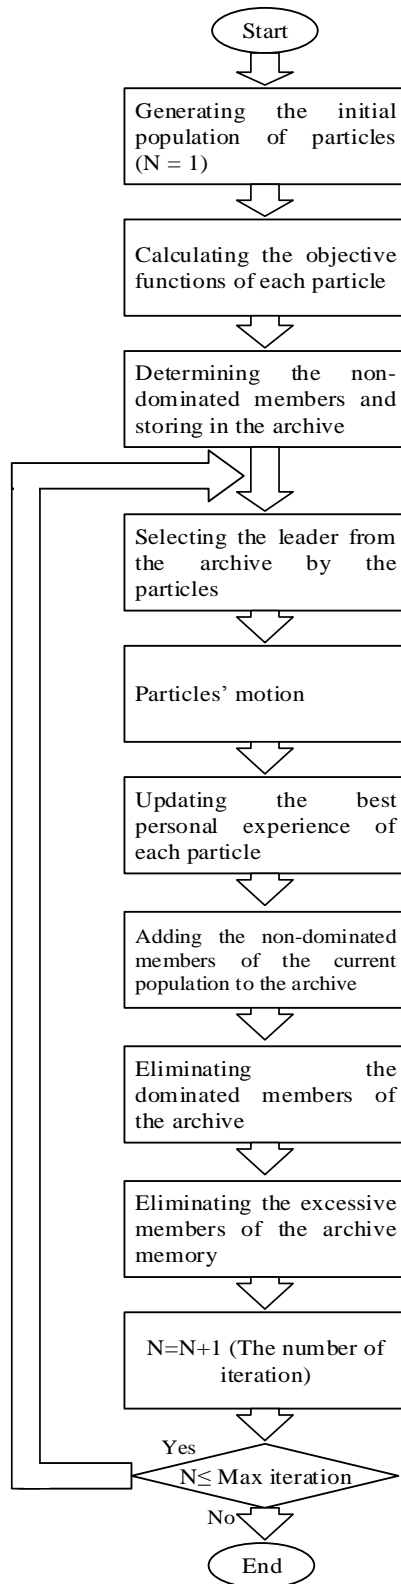 Start
Generating the initial
population of particles
(N = 1)
Calculating the objective
functions of each particle
Determining the non-
dominated members and
storing in the archive
Selecting the leader from
the archive by the
particles
Particles’ motion
Updating the best
personal experience of
each particle
Adding the non-dominated
members of the current
population to the archive
Eliminating the
dominated members of
the archive
Eliminating the excessive
members of the archive
memory
N=N+1 (The number of
iteration)
Yes
N≤ Max iteration
No
End